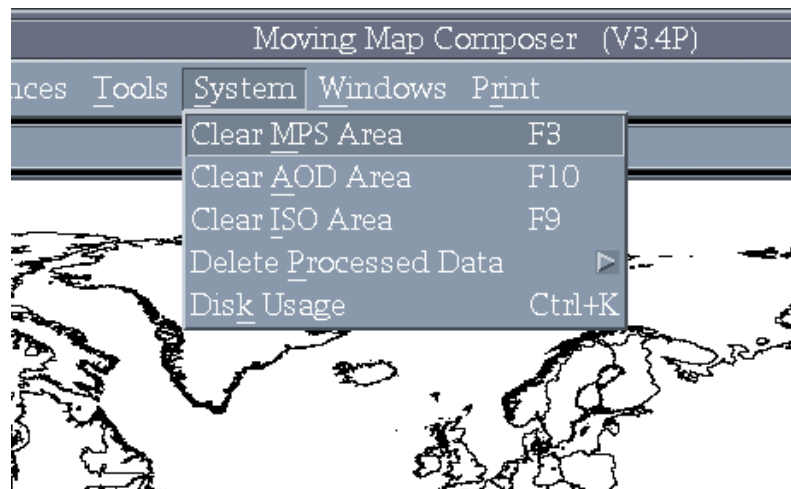 Moving Map Composer (V3.4P)
Tools System Windows Print
Clear MPS Area F3
Clear AOD Area F10
Clear ISO Area F9
Delete Processed Data
Disk Usage Ctrl+K